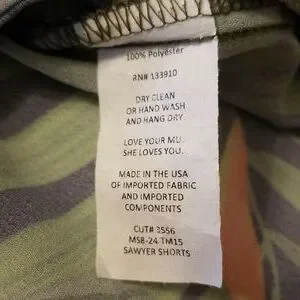 100% Polyester
RN# 133910
DRY CLEAN
OR HAND WASH
AND HANG DRY
LOVE YOUR MU.
SHE LOVES YOU.
MADE IN THE USA
OF IMPORTED FABRIC
AND IMPORTED
COMPONENTS
CUT# 3556
MS8-24 TM15
SAWYER SHORTS